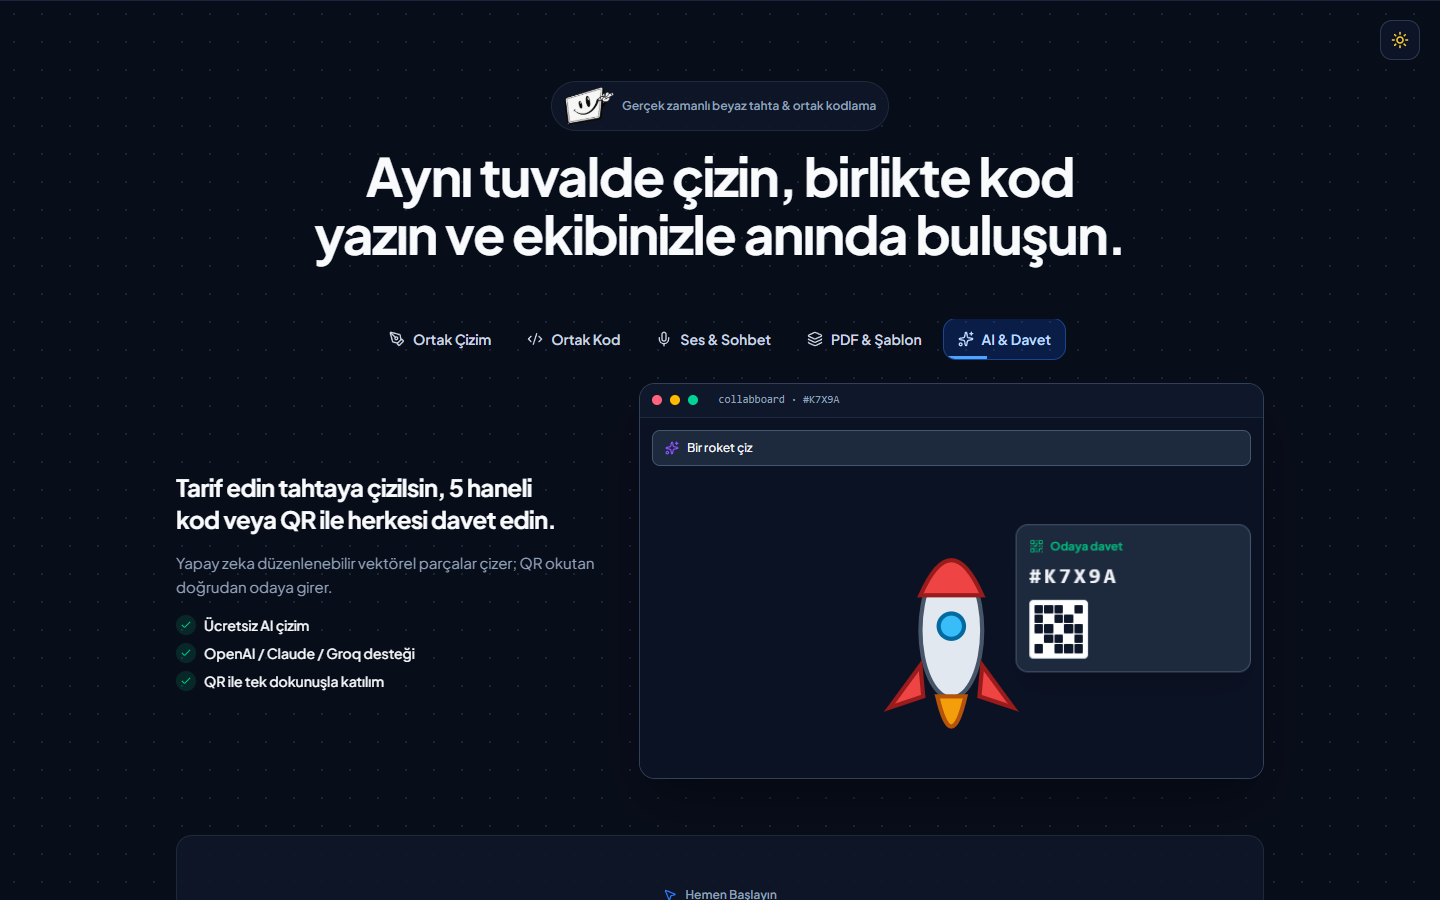 Gerçek zamanlı beyaz tahta & ortak kodlama
Aynı tuvalde çizin, birlikte kod
yazın ve ekibinizle anında buluşun.
Ortak Çizim
Ortak Kod
Ses & Sohbet
PDF & Şablon
AI & Davet
collabboard · #K7X9A
Bir roket çiz
Tarif edin tahtaya çizilsin, 5 haneli
kod veya QR ile herkesi davet edin.
Yapay zeka düzenlenebilir vektörel parçalar çizer; QR okutan
doğrudan odaya girer.
Ücretsiz AI çizim
OpenAI / Claude / Groq desteği
QR ile tek dokunuşla katılım
Odaya davet
#K7X9A
Hemen Başlayın